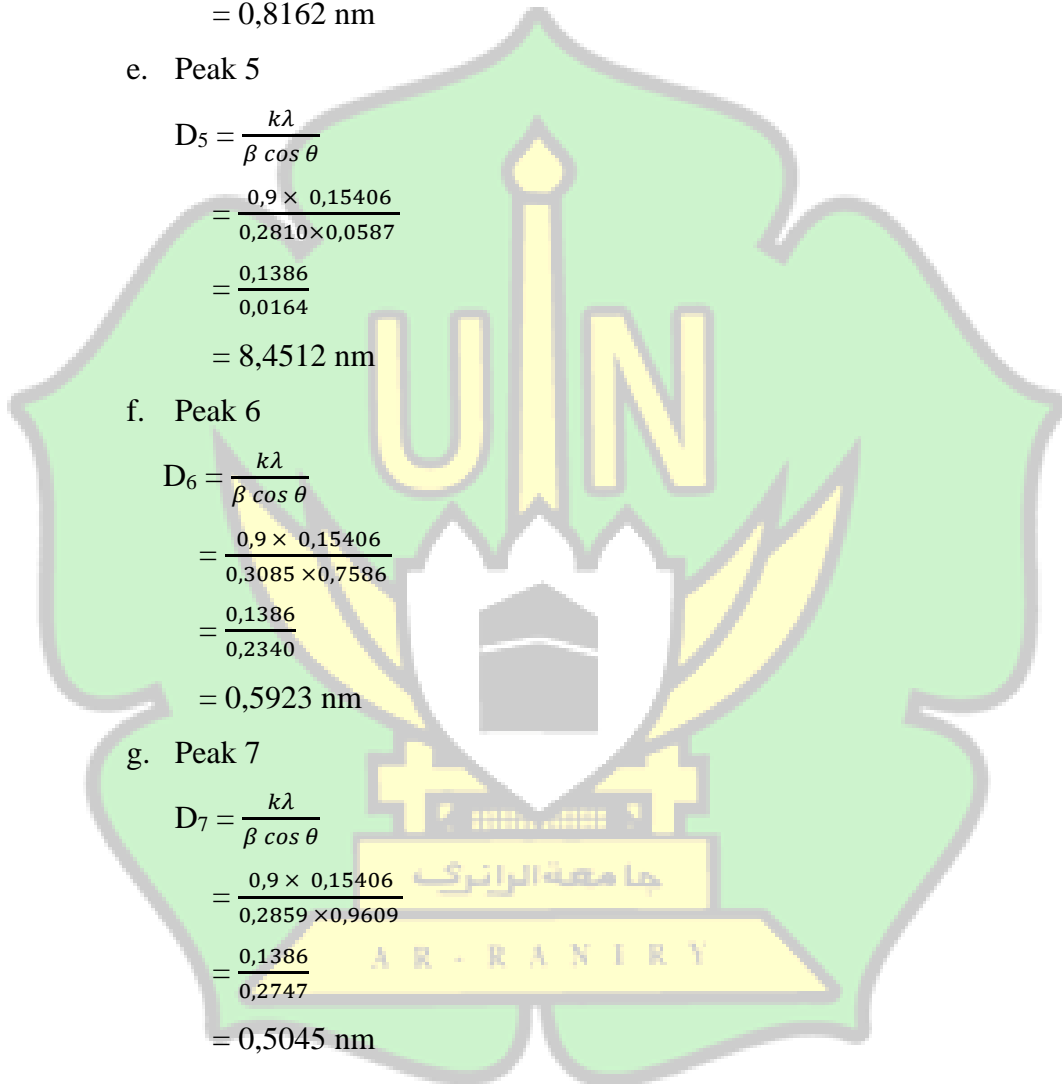 = 0,8162 nm
e. Peak 5
D₅ = kλ / β cos θ
= 0,9 × 0,15406 / 0,2810×0,0587
= 0,1386 / 0,0164
= 8,4512 nm
f. Peak 6
D₆ = kλ / β cos θ
= 0,9 × 0,15406 / 0,3085 ×0,7586
= 0,1386 / 0,2340
= 0,5923 nm
g. Peak 7
D₇ = kλ / β cos θ
= 0,9 × 0,15406 / 0,2859 ×0,9609
= 0,1386 / 0,2747
= 0,5045 nm
UIN
جامعة الرانري
AR-RANIRY